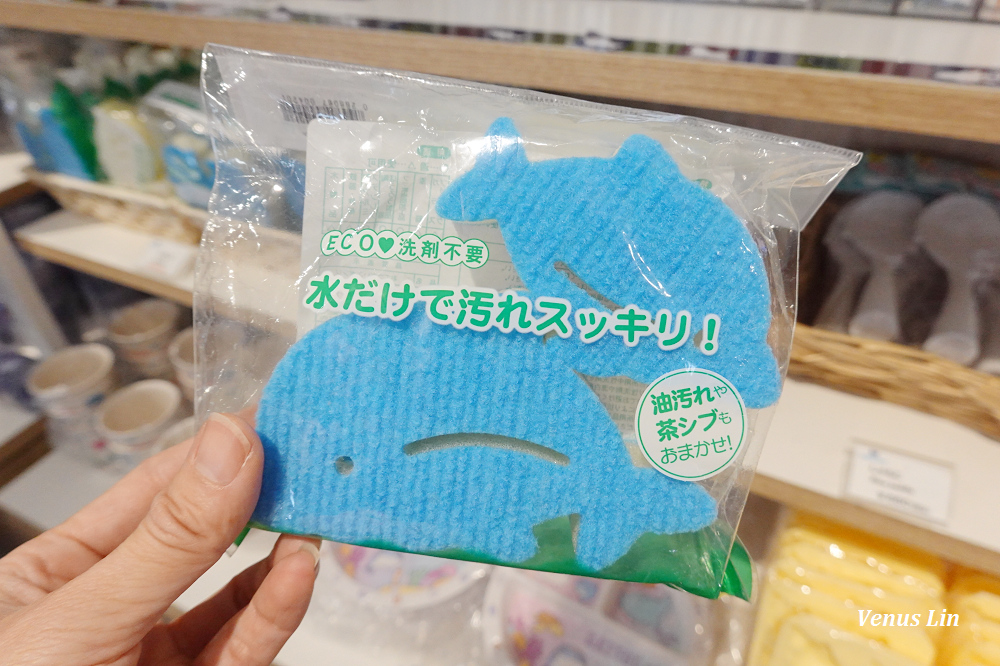 ECO♥洗剤不要
水だけで汚れスッキリ!
油汚れや
茶シブも
おまかせ!
Venus Lin